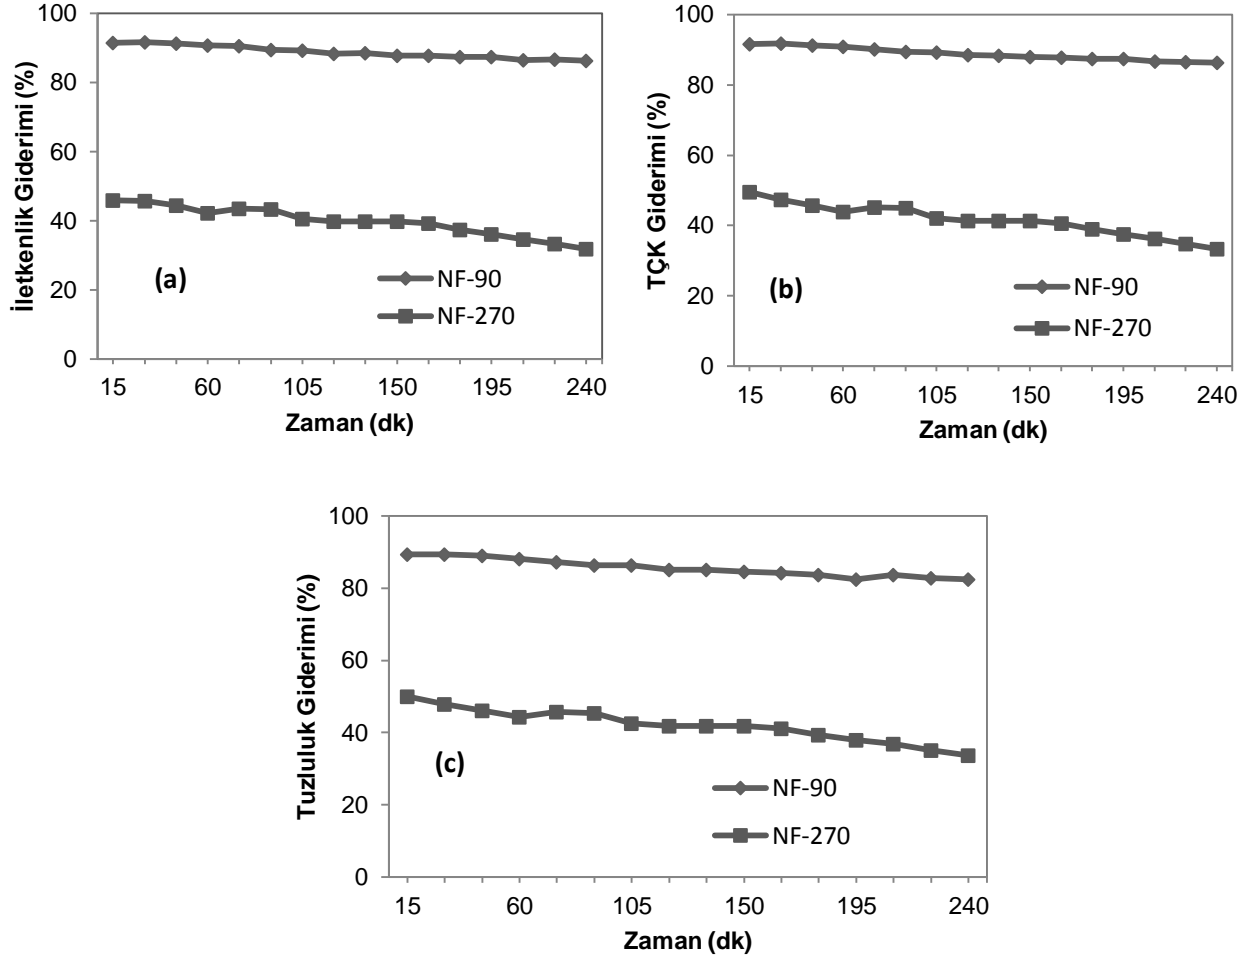 İletkenlik Giderimi (%)
100
80
60
40
20
0
(a)
NF-90
NF-270
15 60 105 150 195 240
Zaman (dk)
TÇK Giderimi (%)
100
80
60
40
20
0
(b)
NF-90
NF-270
15 60 105 150 195 240
Zaman (dk)
Tuzluluk Giderimi (%)
100
80
60
40
20
0
(c)
NF-90
NF-270
15 60 105 150 195 240
Zaman (dk)